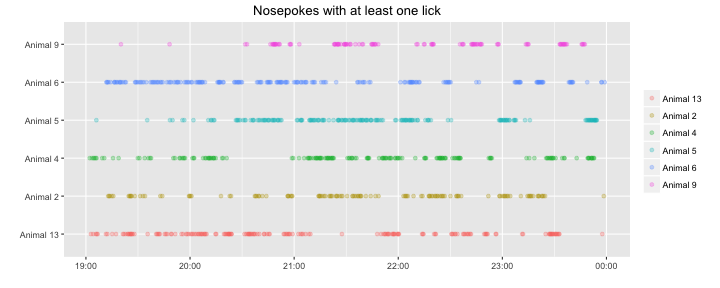 Nosepokes with at least one lick
Animal 9
Animal 6
Animal 5
Animal 4
Animal 2
Animal 13
19:00 20:00 21:00 22:00 23:00 00:00
Animal 13
Animal 2
Animal 4
Animal 5
Animal 6
Animal 9